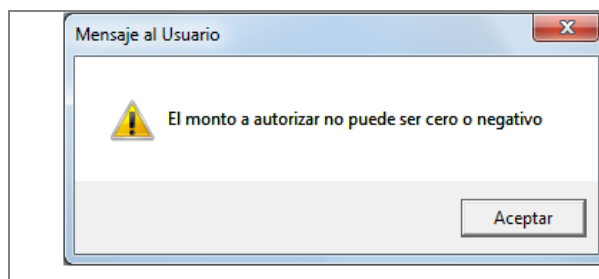 Mensaje al Usuario
El monto a autorizar no puede ser cero o negativo
Aceptar